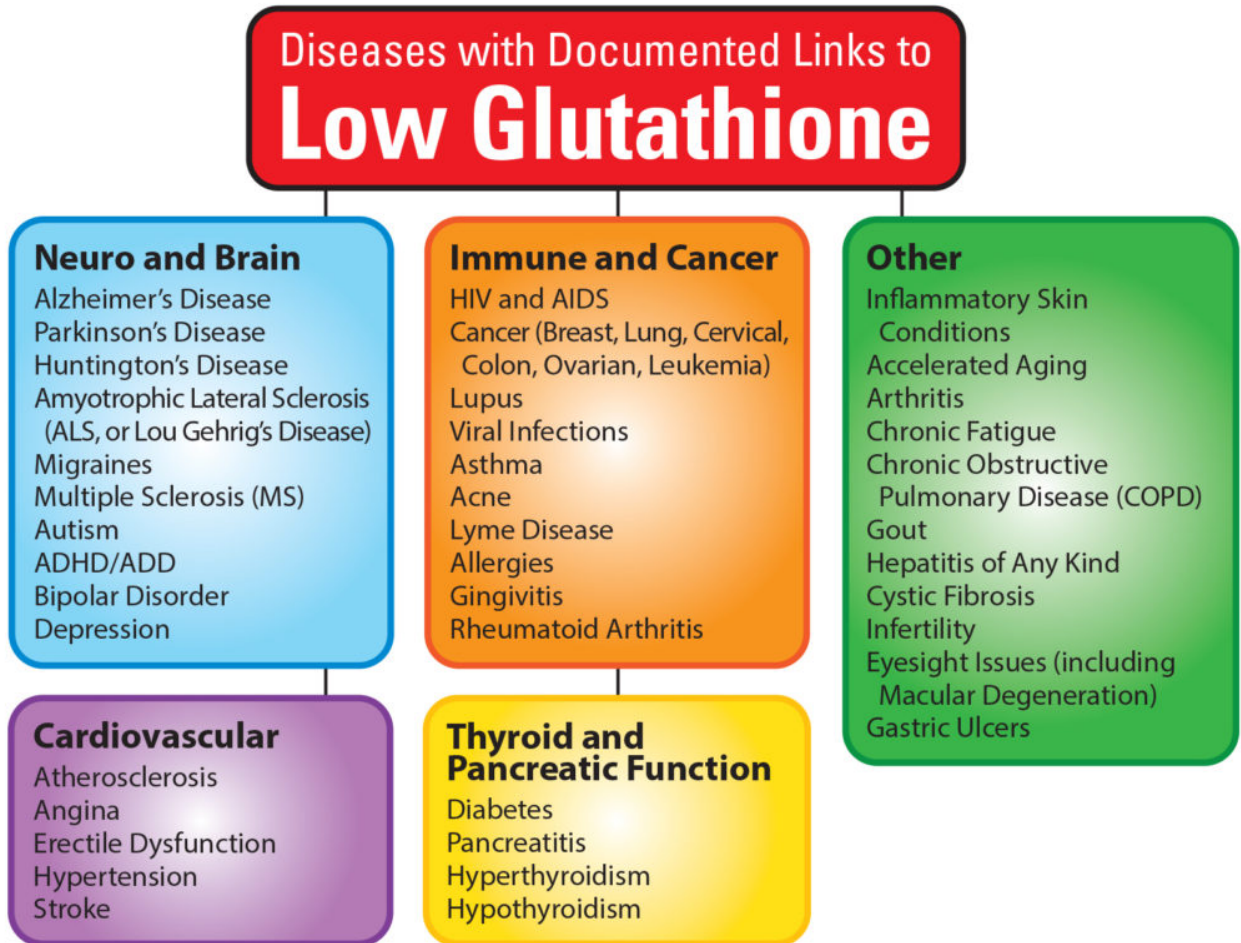 Diseases with Documented Links to
Low Glutathione
Neuro and Brain
Alzheimer’s Disease
Parkinson’s Disease
Huntington’s Disease
Amyotrophic Lateral Sclerosis
(ALS, or Lou Gehrig’s Disease)
Migraines
Multiple Sclerosis (MS)
Autism
ADHD/ADD
Bipolar Disorder
Depression
Immune and Cancer
HIV and AIDS
Cancer (Breast, Lung, Cervical,
Colon, Ovarian, Leukemia)
Lupus
Viral Infections
Asthma
Acne
Lyme Disease
Allergies
Gingivitis
Rheumatoid Arthritis
Other
Inflammatory Skin
Conditions
Accelerated Aging
Arthritis
Chronic Fatigue
Chronic Obstructive
Pulmonary Disease (COPD)
Gout
Hepatitis of Any Kind
Cystic Fibrosis
Infertility
Eyesight Issues (including
Macular Degeneration)
Gastric Ulcers
Cardiovascular
Atherosclerosis
Angina
Erectile Dysfunction
Hypertension
Stroke
Thyroid and
Pancreatic Function
Diabetes
Pancreatitis
Hyperthyroidism
Hypothyroidism